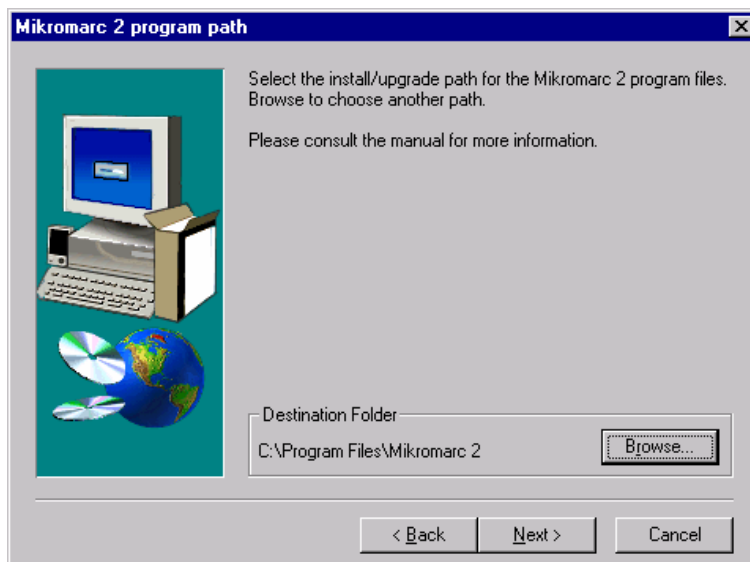 Mikromarc 2 program path
Select the install/upgrade path for the Mikromarc 2 program files.
Browse to choose another path.
Please consult the manual for more information.
Destination Folder
C:\Program Files\Mikromarc 2
Browse...
< Back
Next >
Cancel